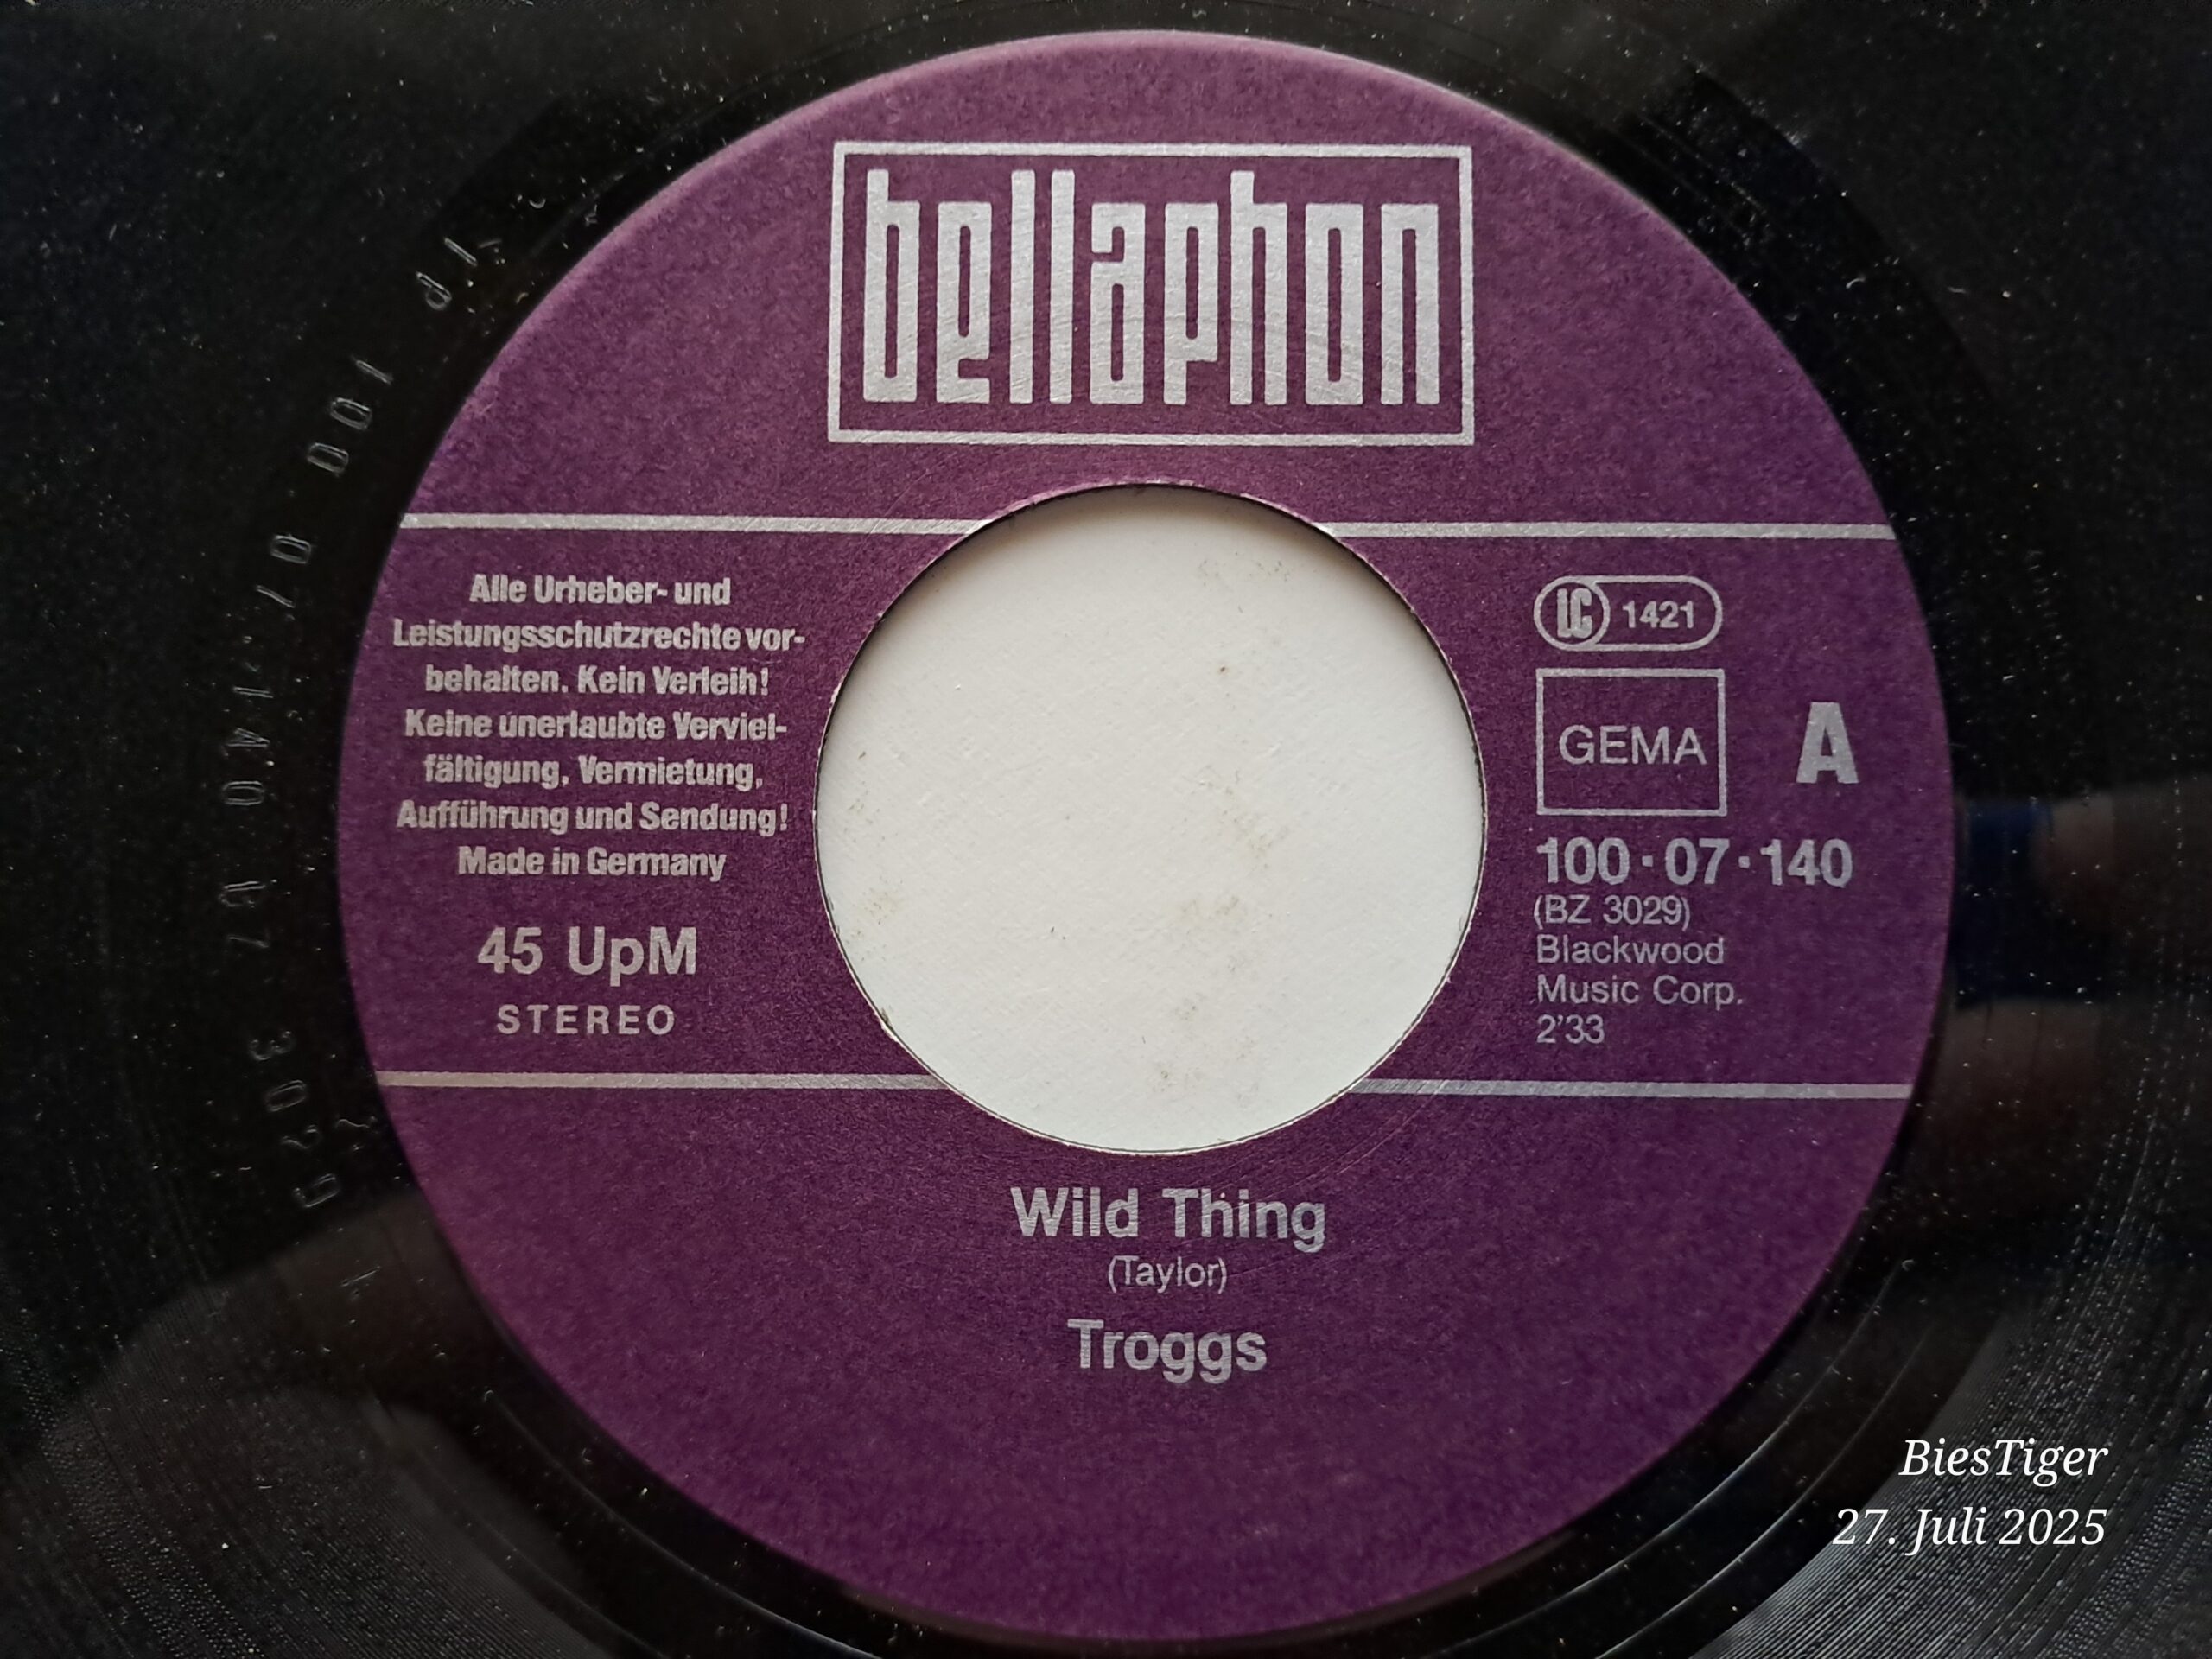 bellaphon
Alle Urheber- und
Leistungsschutzrechte vor-
behalten. Kein Verleih!
Keine unerlaubte Verviel-
fältigung, Vermietung,
Aufführung und Sendung!
Made in Germany
45 UpM
STEREO
LC 1421
GEMA
A
100·07·140
(BZ 3029)
Blackwood
Music Corp.
2'33
Wild Thing
(Taylor)
Troggs
BiesTiger
27. Juli 2025